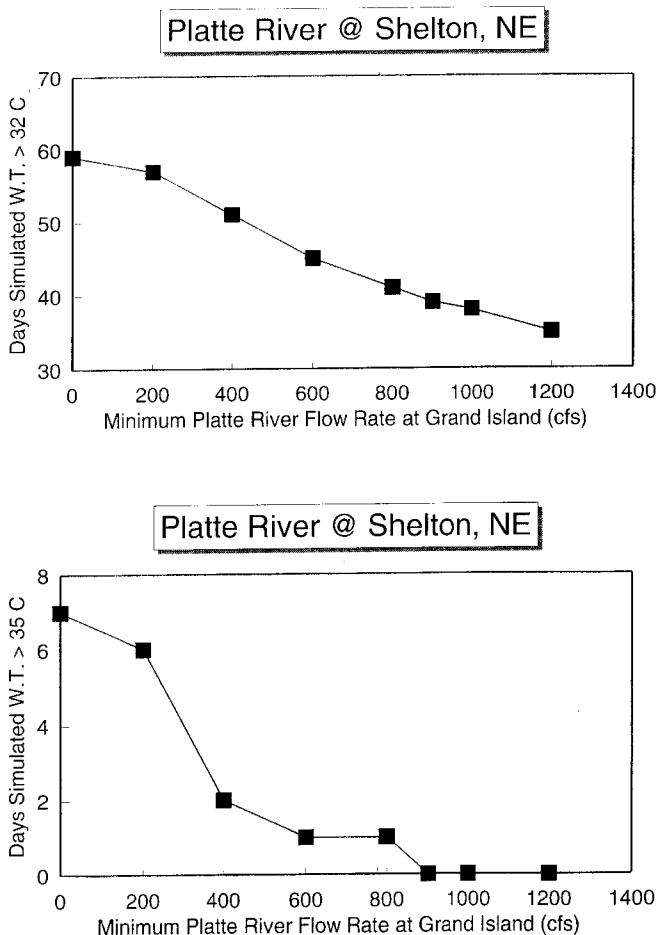 Platte River @ Shelton, NE
70
60
50
40
30
Days Simulated W.T. > 32 C
0 200 400 600 800 1000 1200 1400
Minimum Platte River Flow Rate at Grand Island (cfs)
Platte River @ Shelton, NE
8
6
4
2
0
Days Simulated W.T. > 35 C
0 200 400 600 800 1000 1200 1400
Minimum Platte River Flow Rate at Grand Island (cfs)